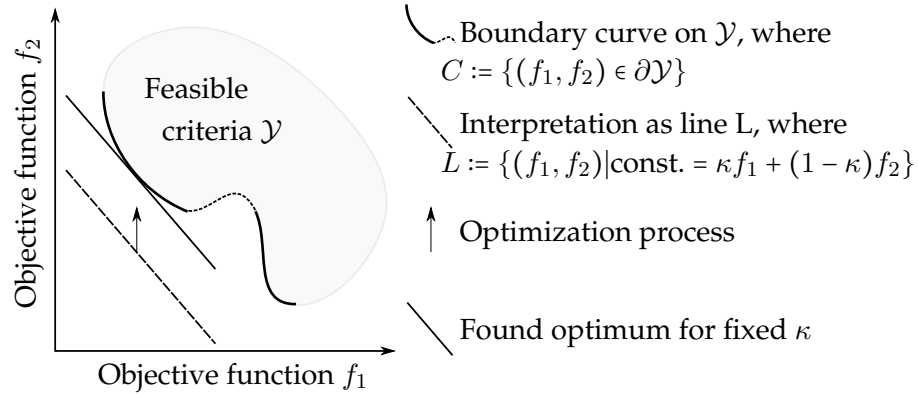 Objective function f₂
Feasible
criteria 𝒴
Objective function f₁
Boundary curve on 𝒴, where
C ≔ {(f₁, f₂) ∈ ∂𝒴}
Interpretation as line L, where
L ≔ {(f₁, f₂)|const. = κf₁ + (1 − κ)f₂}
Optimization process
Found optimum for fixed κ